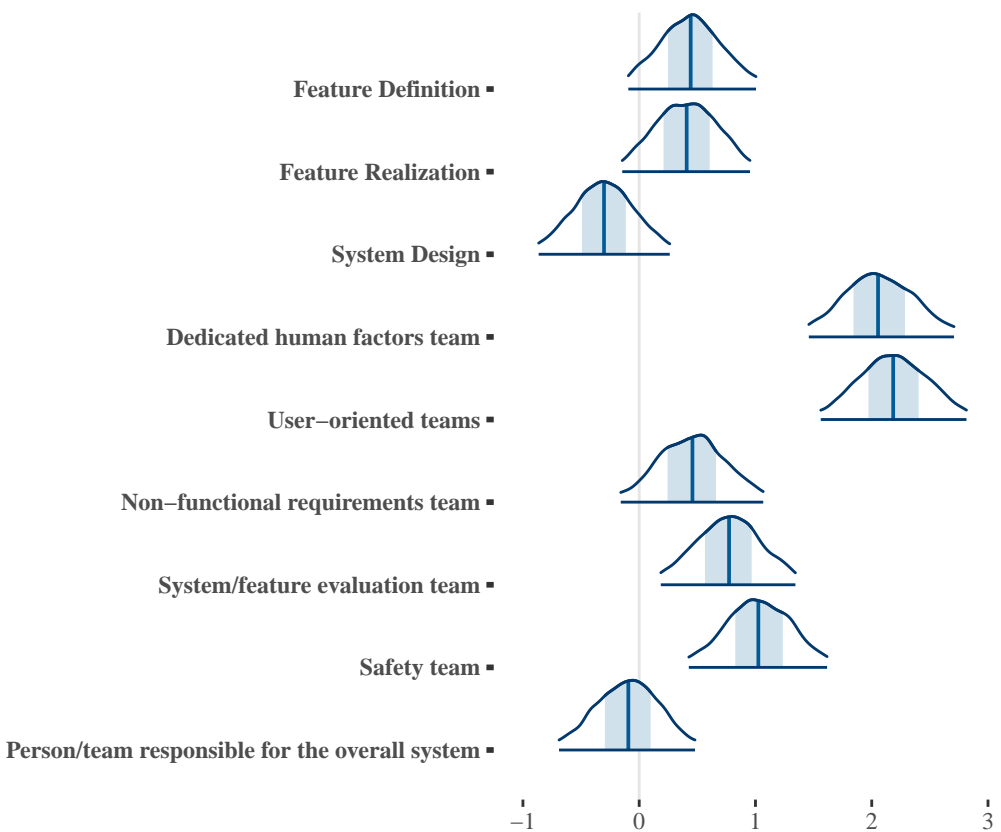 Feature Definition
Feature Realization
System Design
Dedicated human factors team
User−oriented teams
Non−functional requirements team
System/feature evaluation team
Safety team
Person/team responsible for the overall system
−1 0 1 2 3